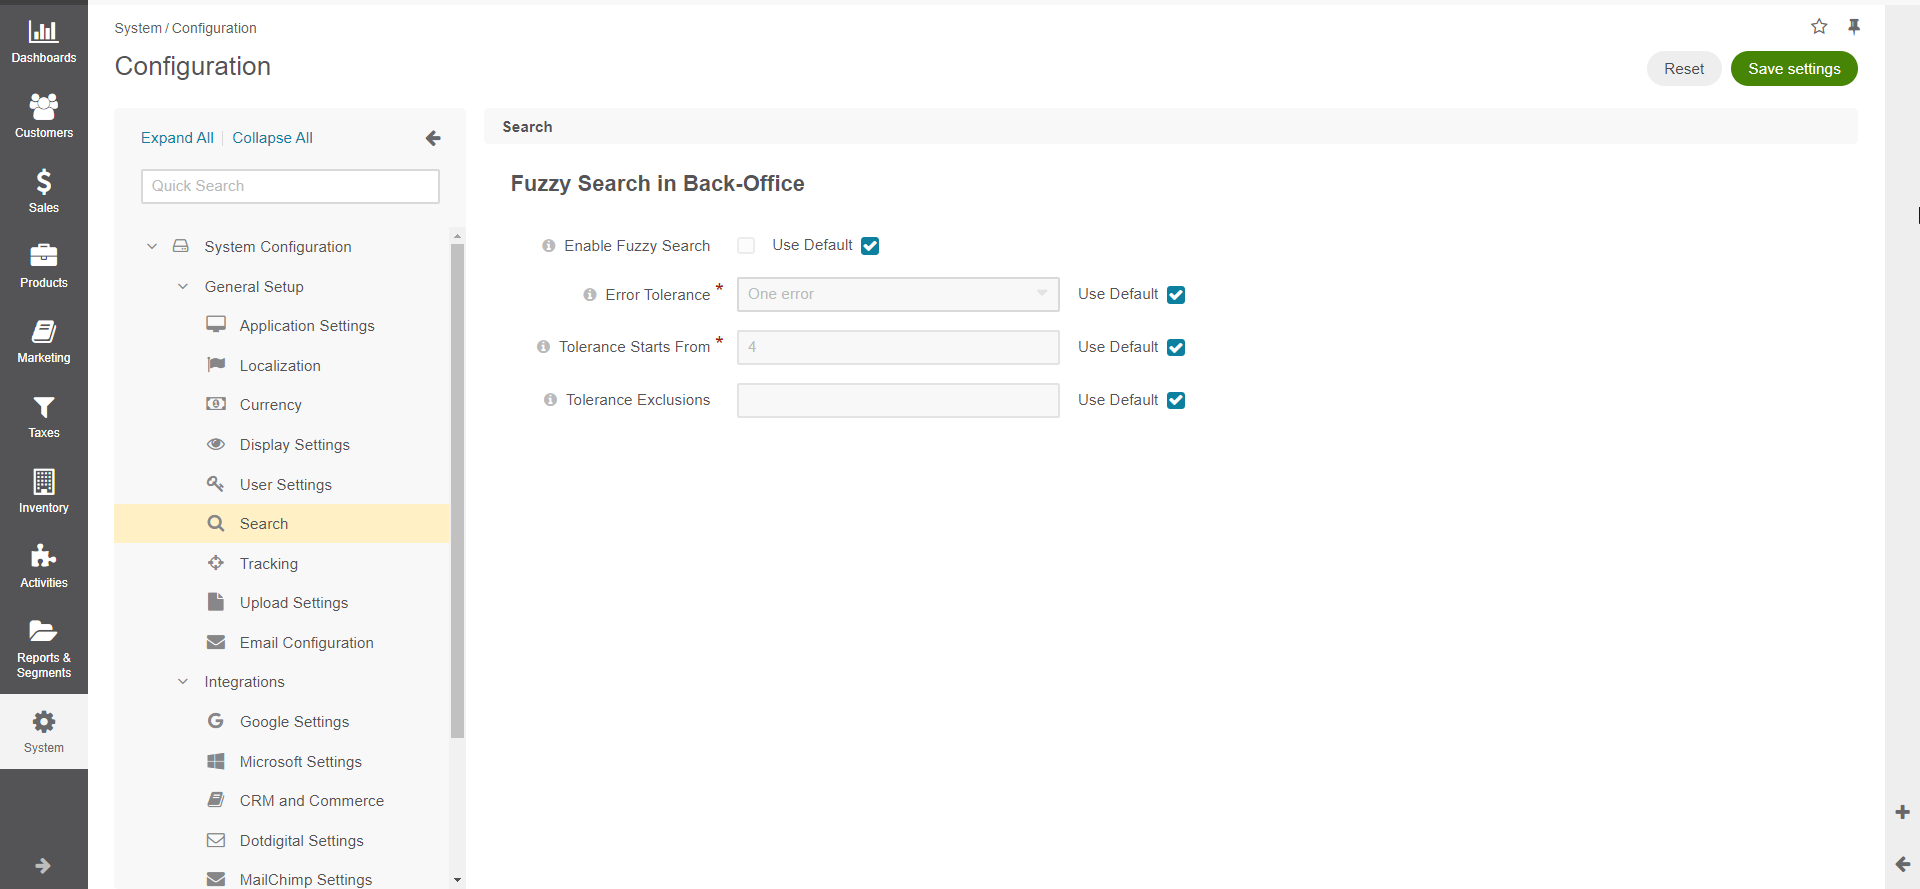 Dashboards
Customers
Sales
Products
Marketing
Taxes
Inventory
Activities
Reports &
Segments
System
System / Configuration
Configuration
Reset
Save settings
Expand All
Collapse All
Quick Search
System Configuration
General Setup
Application Settings
Localization
Currency
Display Settings
User Settings
Search
Tracking
Upload Settings
Email Configuration
Integrations
Google Settings
Microsoft Settings
CRM and Commerce
Dotdigital Settings
MailChimp Settings
Search
Fuzzy Search in Back-Office
Enable Fuzzy Search Use Default
Error Tolerance * One error Use Default
Tolerance Starts From * 4 Use Default
Tolerance Exclusions Use Default